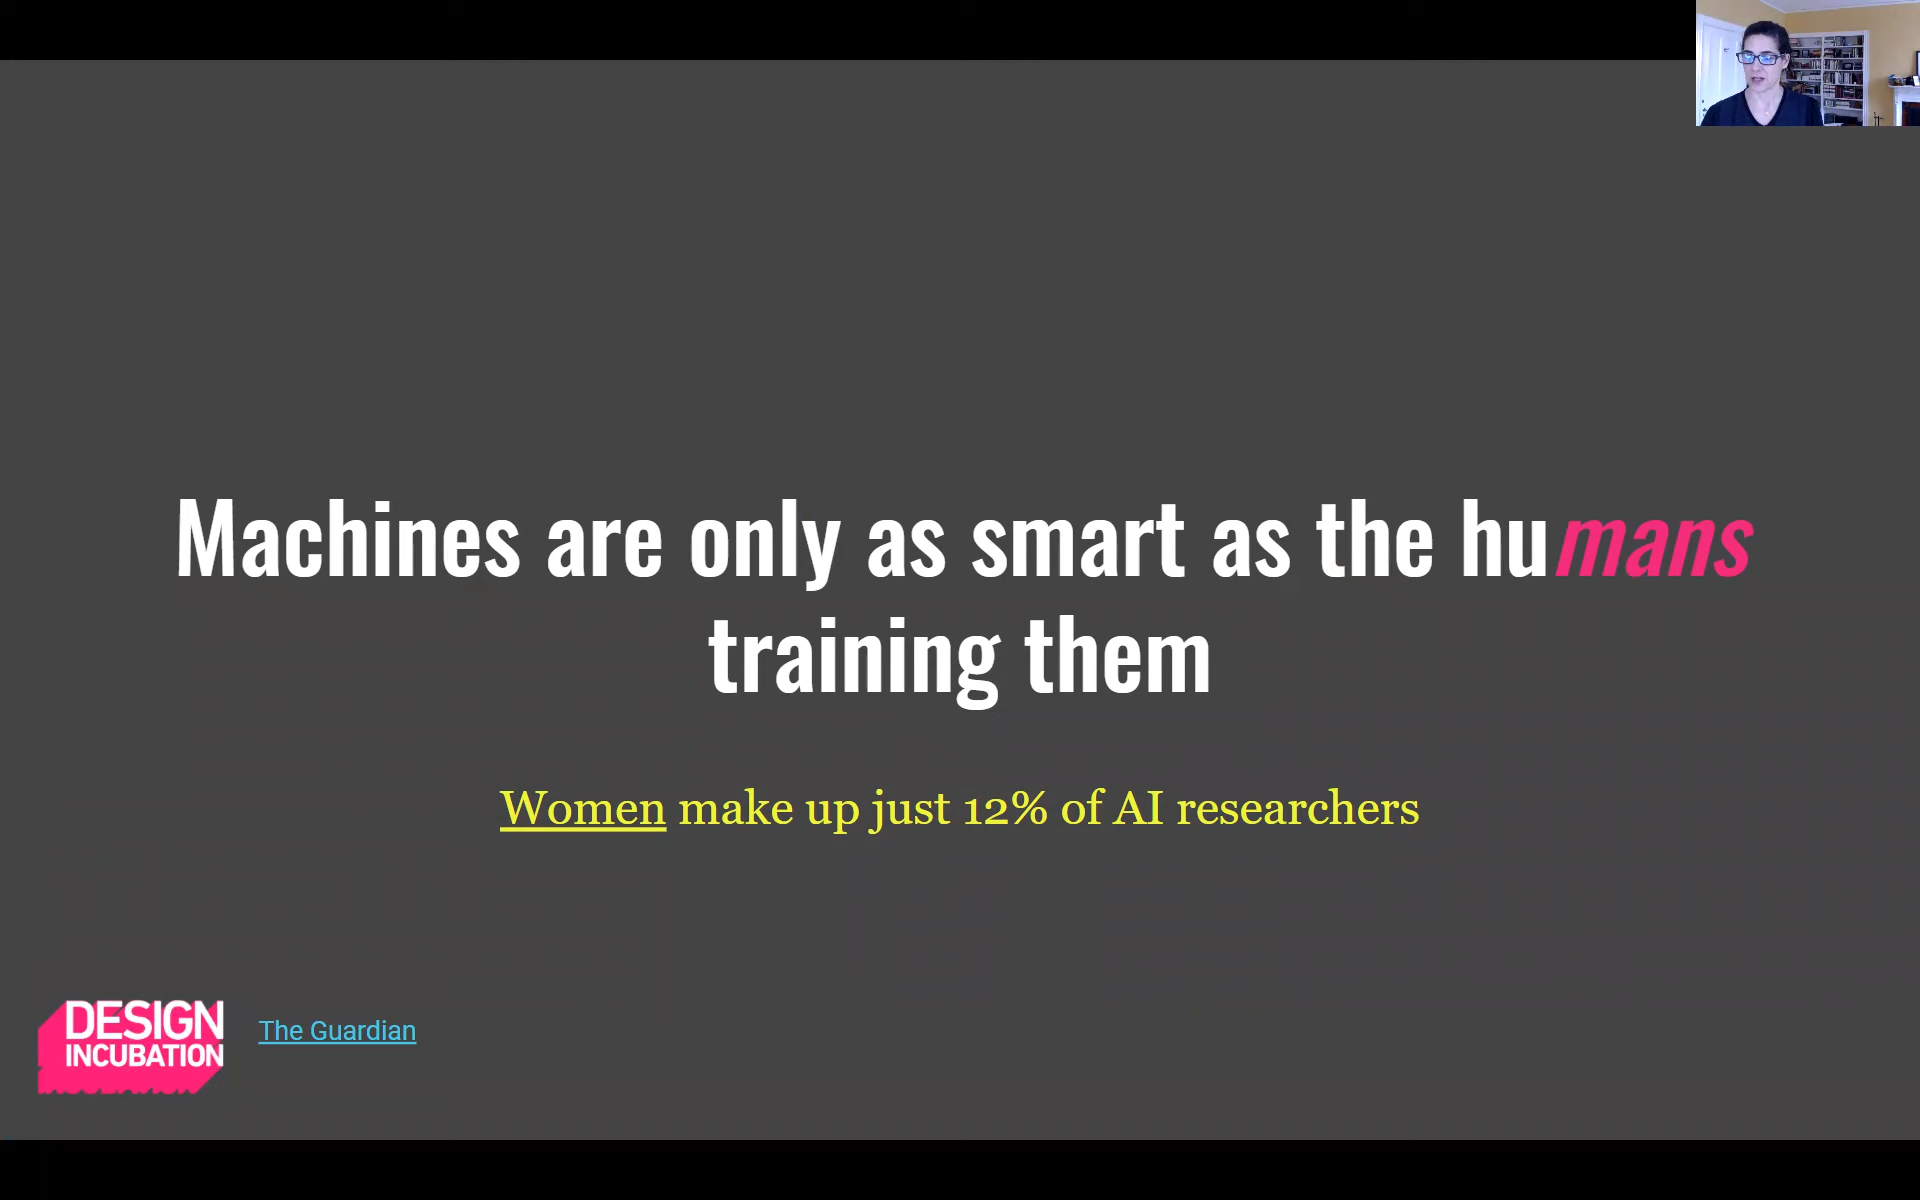 Machines are only as smart as the humans
training them
Women make up just 12% of AI researchers
DESIGN
INCUBATION
The Guardian